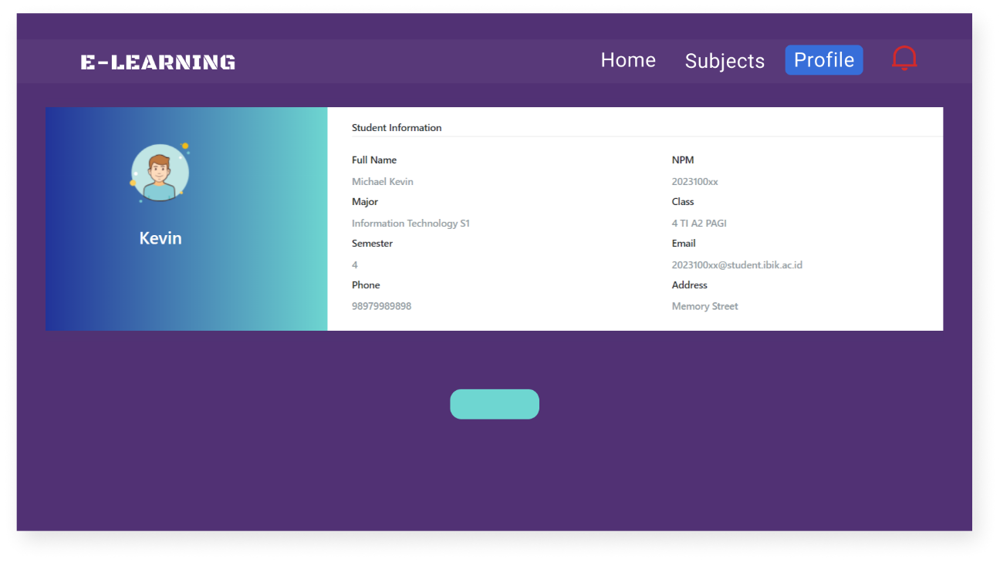 E-LEARNING
Home Subjects Profile
Kevin
Student Information
Full Name NPM
Michael Kevin 2023100xx
Major Class
Information Technology S1 4 TI A2 PAGI
Semester Email
4 2023100xx@student.ibik.ac.id
Phone Address
98979989898 Memory Street